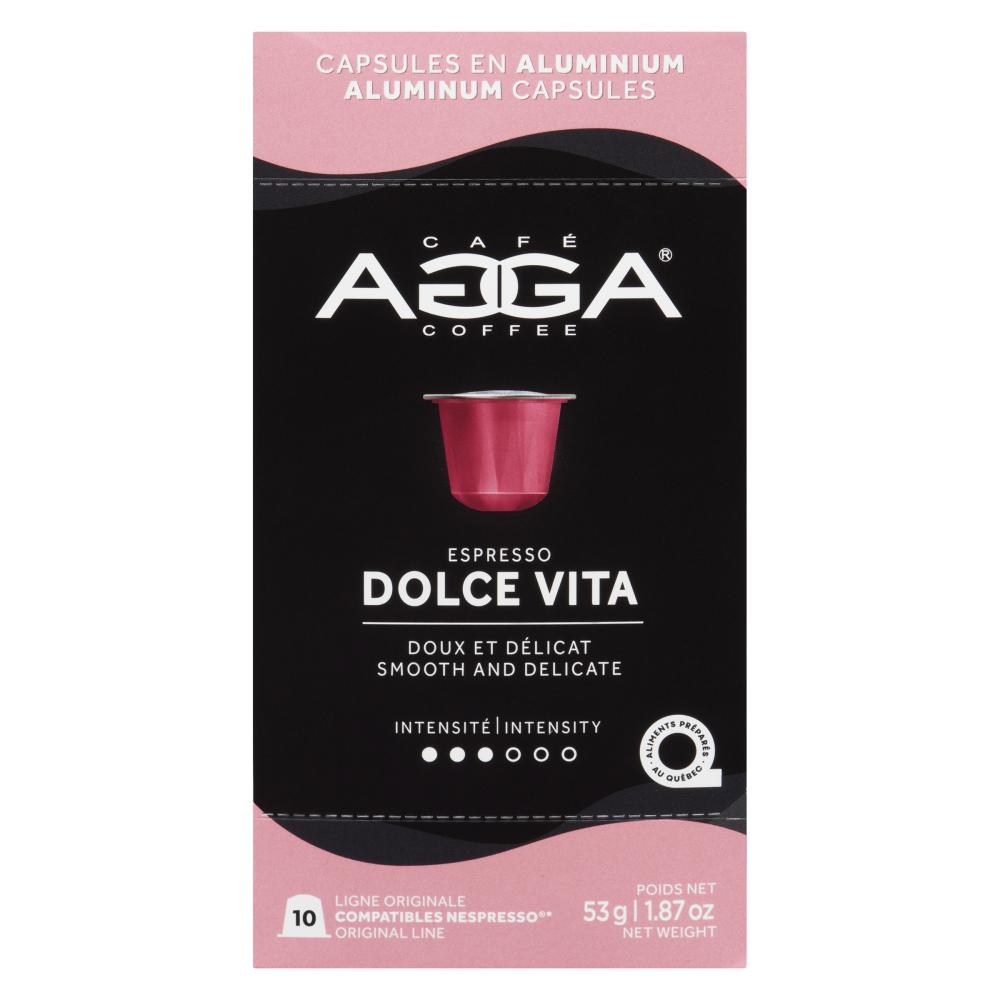 CAPSULES EN ALUMINIUM
ALUMINUM CAPSULES
CAFÉ
AGGA®
COFFEE
ESPRESSO
DOLCE VITA
DOUX ET DÉLICAT
SMOOTH AND DELICATE
INTENSITÉ | INTENSITY
ALIMENTS PRÉPARÉS
AU QUÉBEC
10
LIGNE ORIGINALE
COMPATIBLES NESPRESSO®*
ORIGINAL LINE
POIDS NET
53 g | 1.87 oz
NET WEIGHT